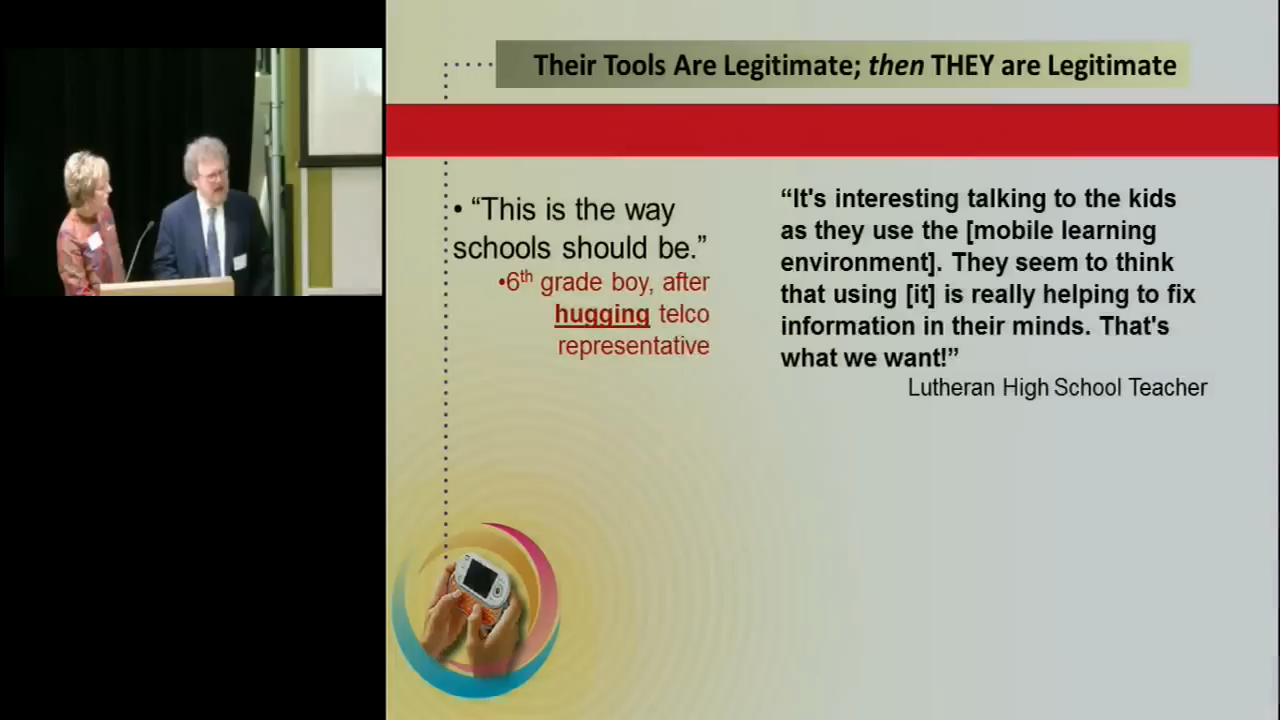 Their Tools Are Legitimate; then THEY are Legitimate
• “This is the way
schools should be.”
•6th grade boy, after
hugging telco
representative
“It's interesting talking to the kids
as they use the [mobile learning
environment]. They seem to think
that using [it] is really helping to fix
information in their minds. That's
what we want!”
Lutheran High School Teacher